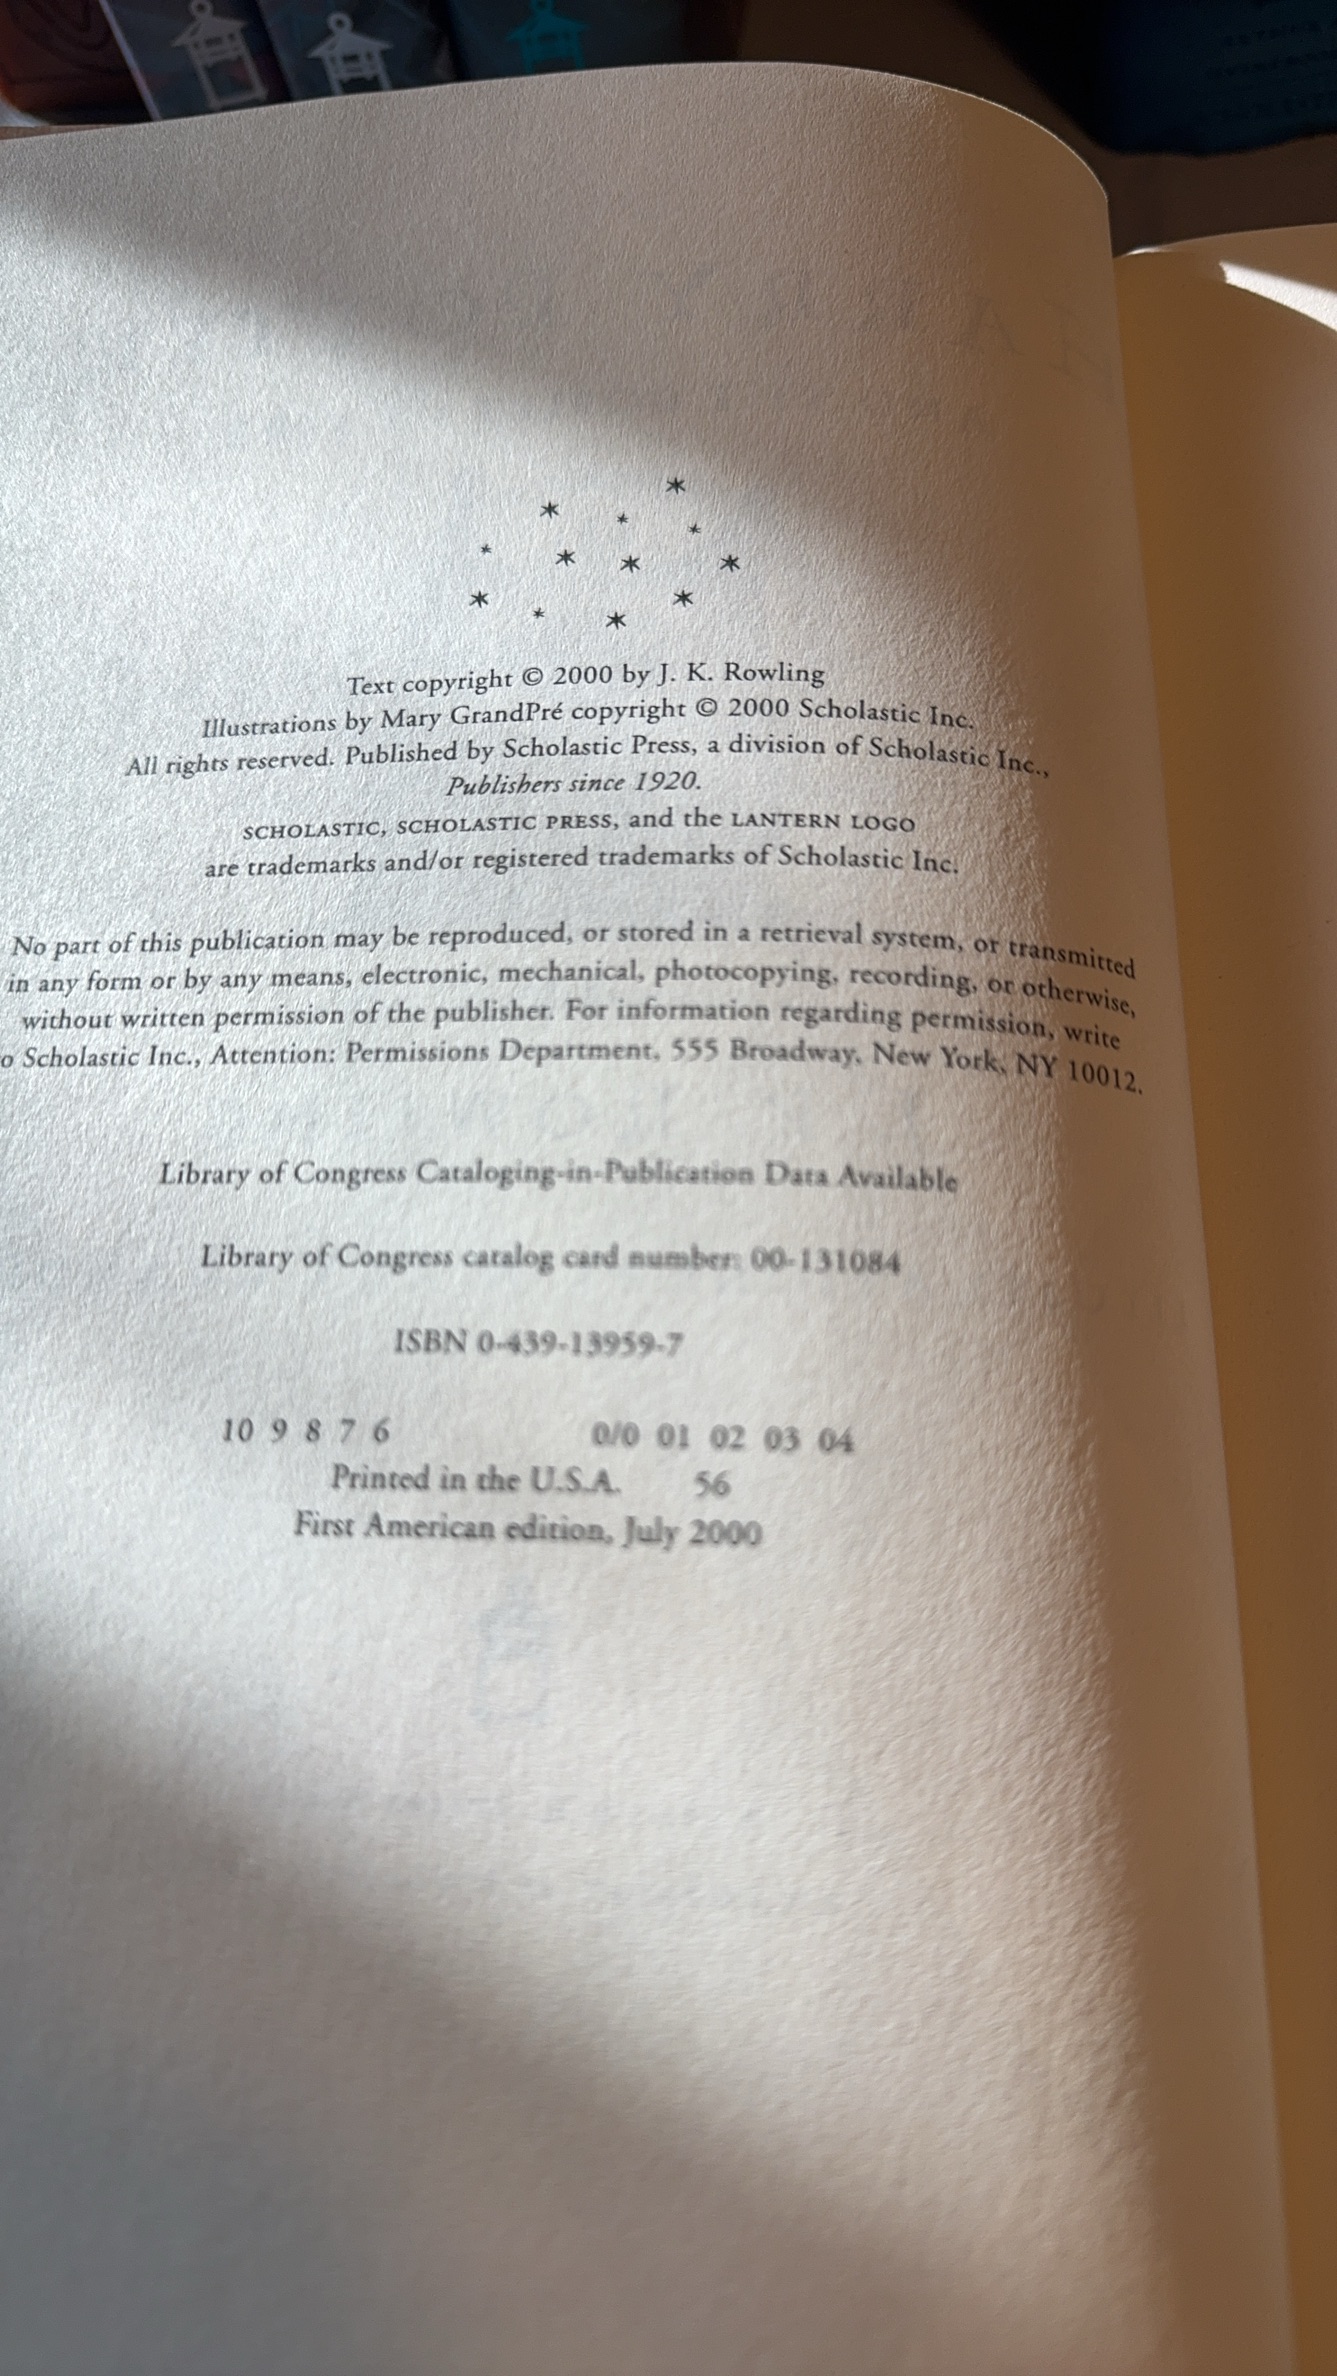 Text copyright © 2000 by J. K. Rowling
Illustrations by Mary GrandPré copyright © 2000 Scholastic Inc.
All rights reserved. Published by Scholastic Press, a division of Scholastic Inc.,
Publishers since 1920.
SCHOLASTIC, SCHOLASTIC PRESS, and the LANTERN LOGO
are trademarks and/or registered trademarks of Scholastic Inc.
No part of this publication may be reproduced, or stored in a retrieval system, or transmitted
in any form or by any means, electronic, mechanical, photocopying, recording, or otherwise,
without written permission of the publisher. For information regarding permission, write
o Scholastic Inc., Attention: Permissions Department, 555 Broadway, New York, NY 10012.
Library of Congress Cataloging-in-Publication Data Available
Library of Congress catalog card number: 00-131084
ISBN 0-439-13959-7
10 9 8 7 6 0/0 01 02 03 04
Printed in the U.S.A. 56
First American edition, July 2000